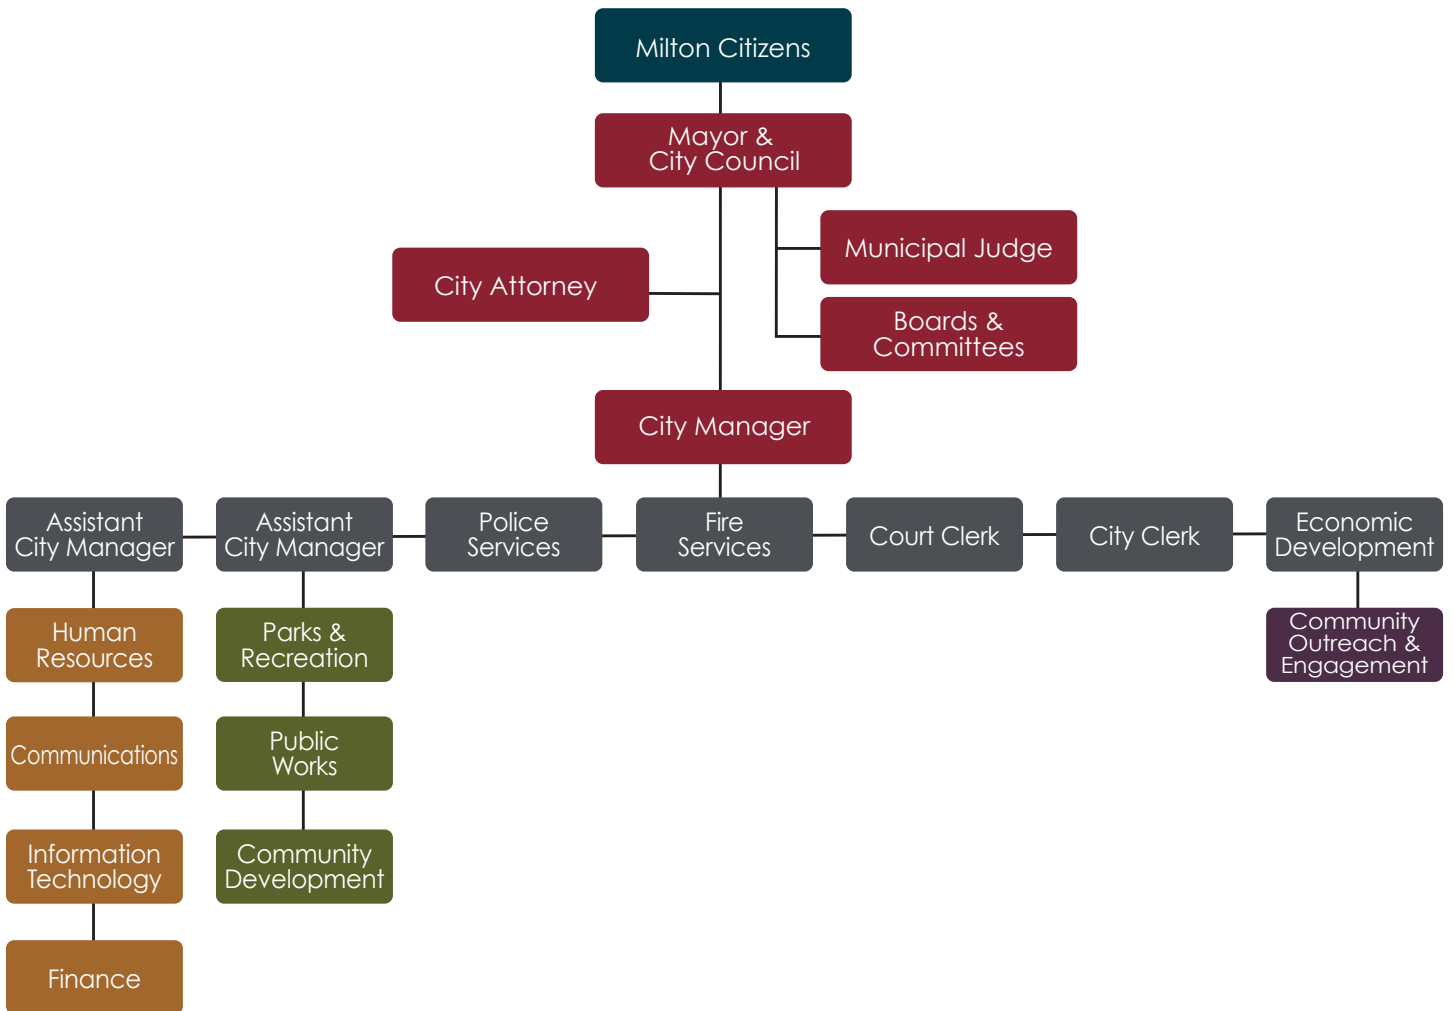 Milton Citizens
Mayor &
City Council
Municipal Judge
City Attorney
Boards &
Committees
City Manager
Assistant
City Manager
Assistant
City Manager
Police
Services
Fire
Services
Court Clerk
City Clerk
Economic
Development
Human
Resources
Parks &
Recreation
Community
Outreach &
Engagement
Communications
Public
Works
Information
Technology
Community
Development
Finance